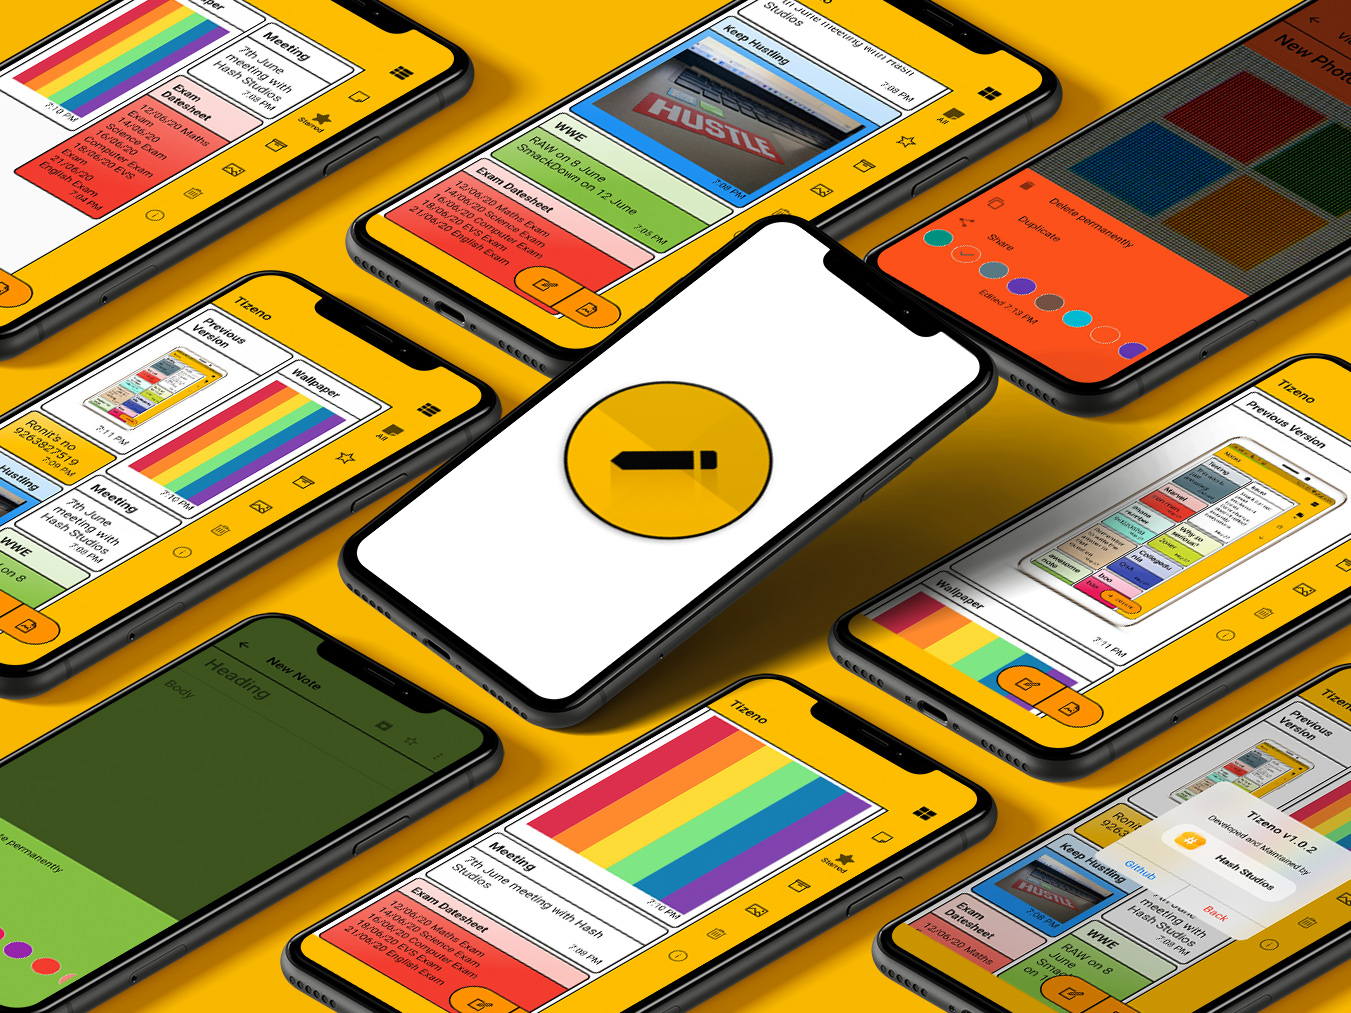 Meeting
7th June
meeting with
Hash Studios
7:08 PM
7:10 PM
Exam
Datesheet
12/06/20 Maths
Exam
14/06/20
Science Exam
16/06/20
Computer Exam
18/06/20 EVS
Exam
21/06/20
English Exam
7:04 PM
Starred
Studios
7:08 PM
Keep Hustling
HUSTLE
7:08 PM
WWE
RAW on 8 June
SmackDown on 12 June
7:05 PM
Exam Datesheet
12/06/20 Maths Exam
14/06/20 Science Exam
16/06/20 Computer Exam
18/06/20 EVS Exam
21/06/20 English Exam
All
New Photo
Delete permanently
Duplicate
Share
Edited 7:13 PM
Tizeno
Previous
Version
7:11 PM
Wallpaper
7:10 PM
Ronit's no
9263827519
7:09 PM
Hustling
Meeting
7th June
meeting with
Hash Studios
7:08 PM
WWE
on 8
All
Tizeno
Previous Version
Notes
Testing
Marvel
phone
number
Why so
serious?
awesome
note
boo
7:11 PM
Wallpaper
New Note
Heading
Body
permanently
Tizeno
7:10 PM
Meeting
7th June meeting with Hash
Studios
7:08 PM
Exam Datesheet
12/06/20 Maths Exam
14/06/20 Science Exam
16/06/20 Computer Exam
18/06/20 EVS Exam
21/06/20 English Exam
Starred
Tizeno
Previous
Version
Keep Hustling
HUSTLE
7:08 PM
Exam
Datesheet
12/06/20 Maths
Tizeno v1.0.2
Developed and Maintained by
#
Hash Studios
Github
Back
meeting with
Hash Studios
7:08 PM
WWE
RAW on 8
June
on